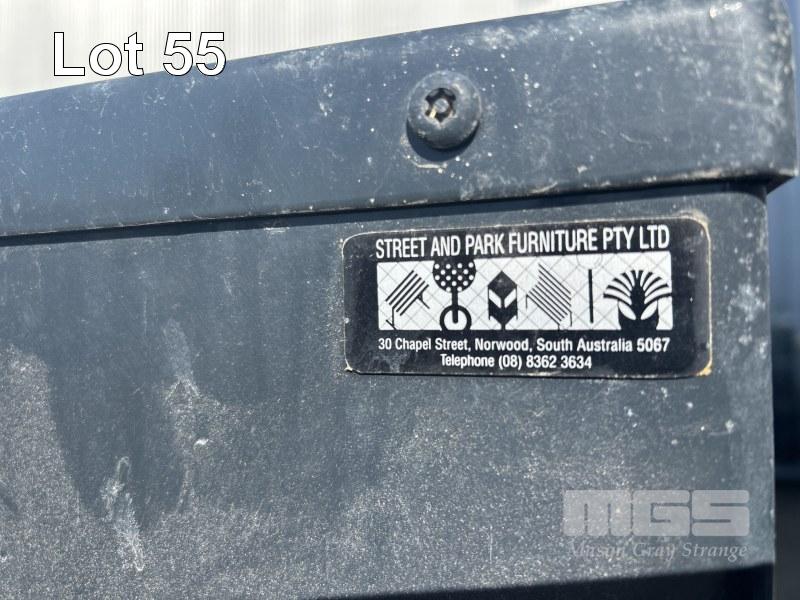 Lot 55
STREET AND PARK FURNITURE PTY LTD
30 Chapel Street, Norwood, South Australia 5067
Telephone (08) 8362 3634
MGS
Mason Gray Strange